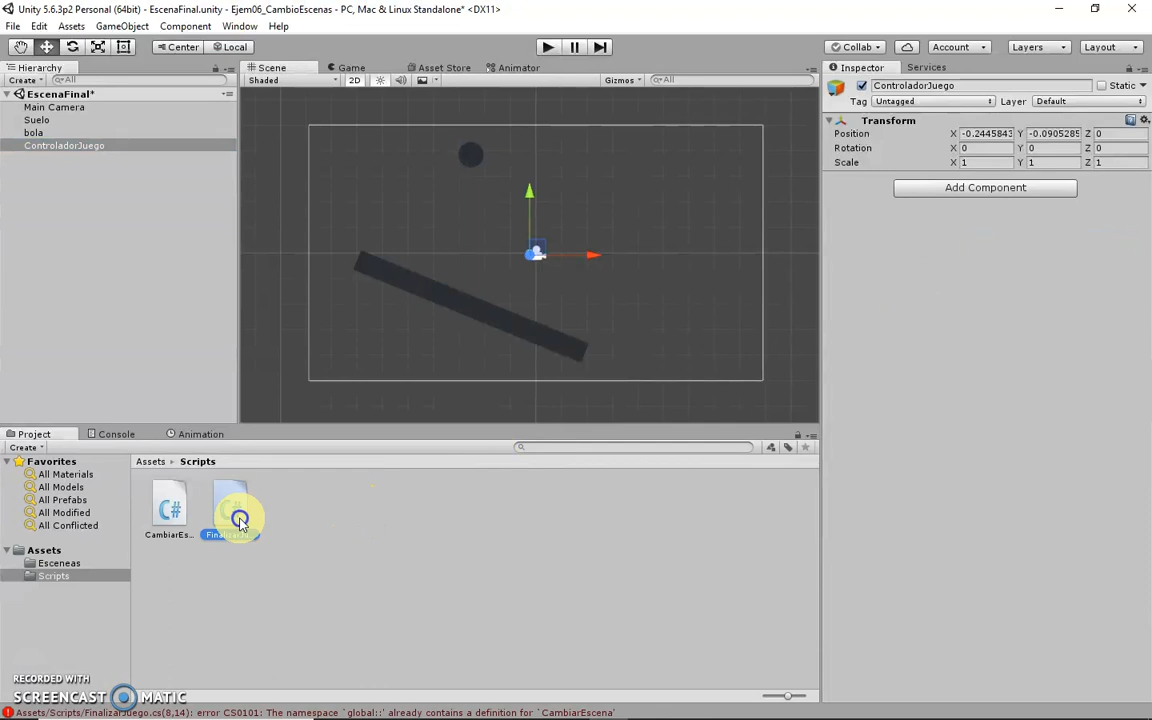 Unity 5.6.3p2 Personal (64bit) - EscenaFinal.unity - Ejem06_CambioEscenas - PC, Mac & Linux Standalone* <DX11>
File Edit Assets GameObject Component Window Help
Center Local Collab Account Layers Layout
Hierarchy Scene Game Asset Store Animator Inspector Services
Create All Shaded 2D Gizmos All ControladorJuego Static
EscenaFinal* Tag Untagged Layer Default
Main Camera
Suelo Transform
bola Position X -0.2445843 Y -0.0905285 Z 0
ControladorJuego Rotation X 0 Y 0 Z 0
Scale X 1 Y 1 Z 1
Add Component
Project Console Animation
Create
Favorites Assets Scripts
All Materials
All Models
All Prefabs
All Modified
All Conflicted
CambiarEs... FinalizarJu...
Assets
Esceneas
Scripts
RECORDED WITH
SCREENCAST MATIC
Assets/Scripts/FinalizarJuego.cs(8,14): error CS0101: The namespace `global::' already contains a definition for `CambiarEscena'